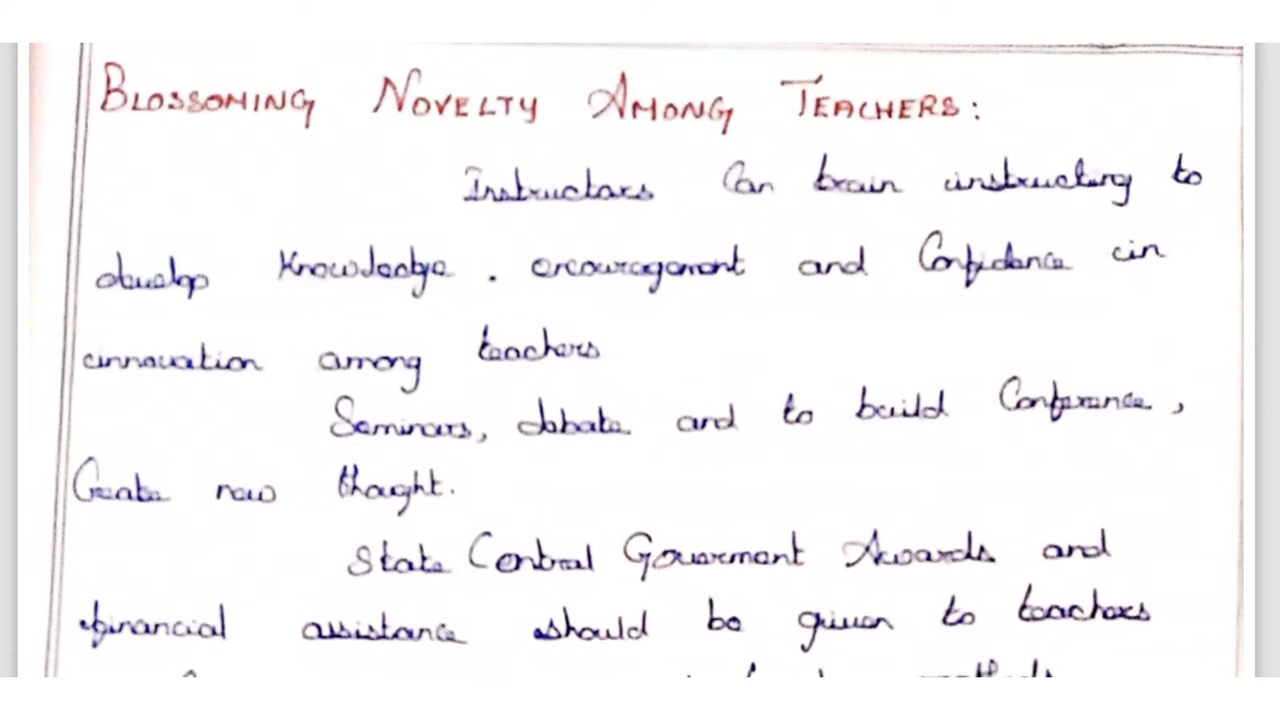 BLOSSOMING NOVELTY AMONG TEACHERS:
Instructors Can train instructing to
develop Knowledge. encouragement and Confidence in
innovation among teachers
Seminars, debate and to build Conference,
Create new thought.
State Central Government Awards and
financial assistance should be given to teachers